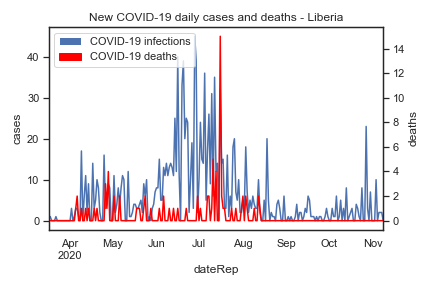 New COVID-19 daily cases and deaths - Liberia
COVID-19 infections
COVID-19 deaths
40
30
20
10
0
cases
14
12
10
8
6
4
2
0
deaths
Apr
2020
May
Jun
Jul
Aug
Sep
Oct
Nov
dateRep